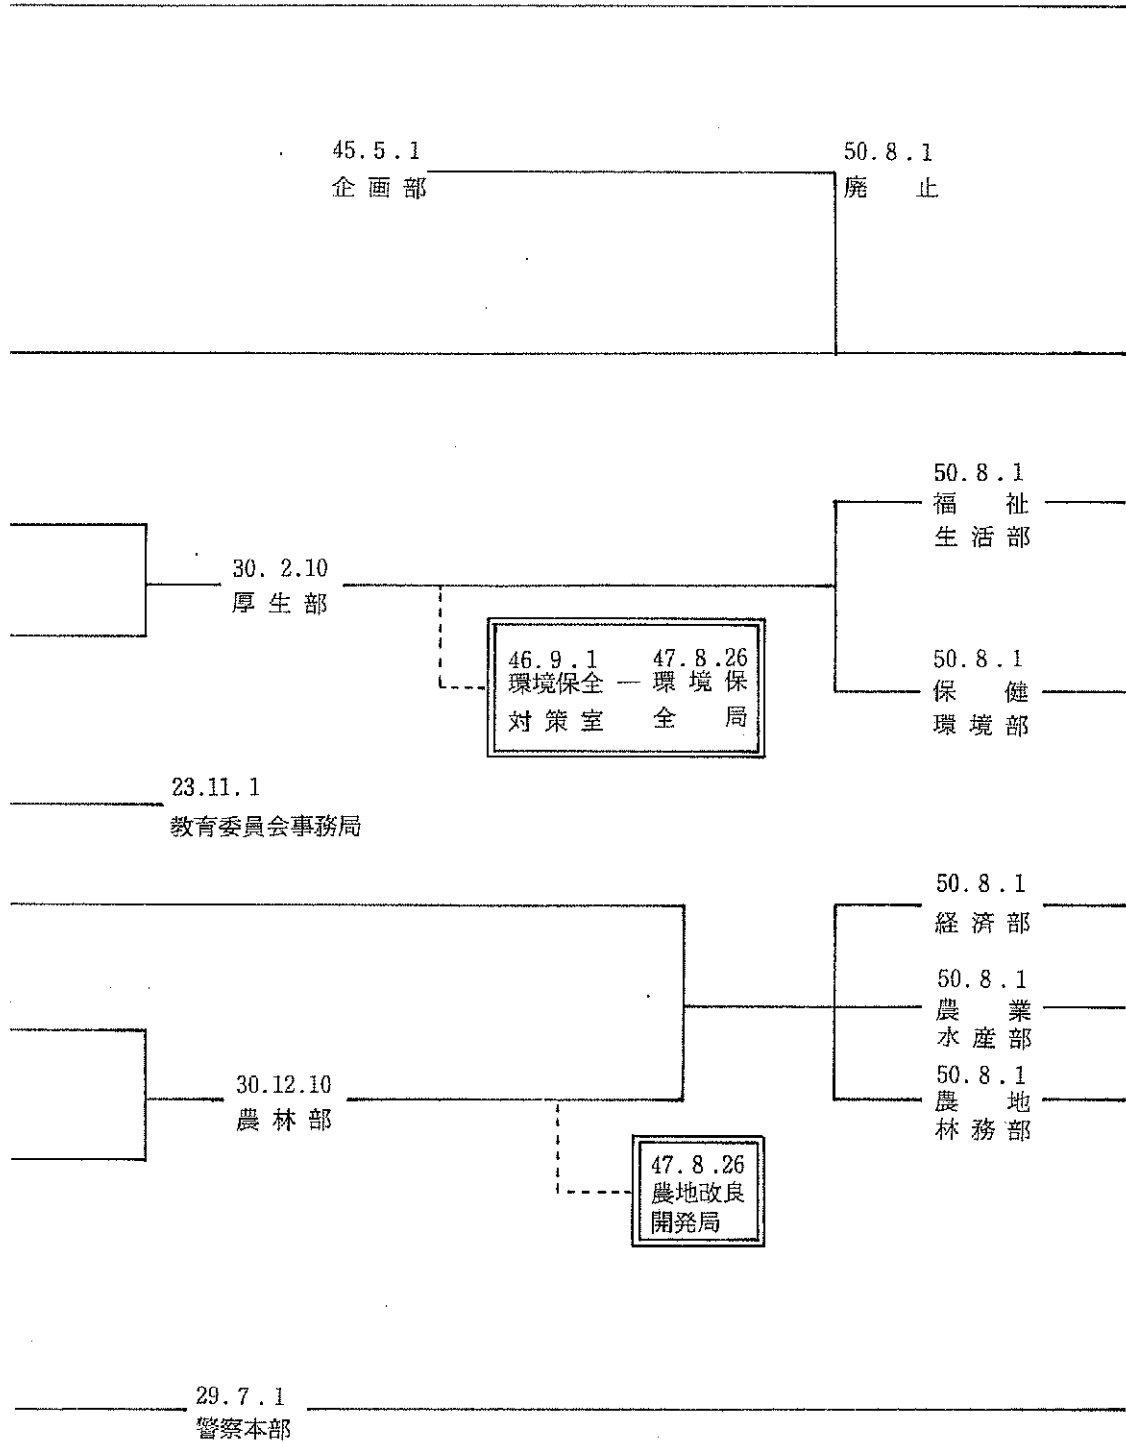 45.5.1
企画部
50.8.1
廃止
50.8.1
福祉
生活部
30.2.10
厚生部
46.9.1
環境保全
対策室
—
47.8.26
環境保
全局
50.8.1
保健
環境部
23.11.1
教育委員会事務局
50.8.1
経済部
50.8.1
農業
水産部
30.12.10
農林部
50.8.1
農地
林務部
47.8.26
農地改良
開発局
29.7.1
警察本部